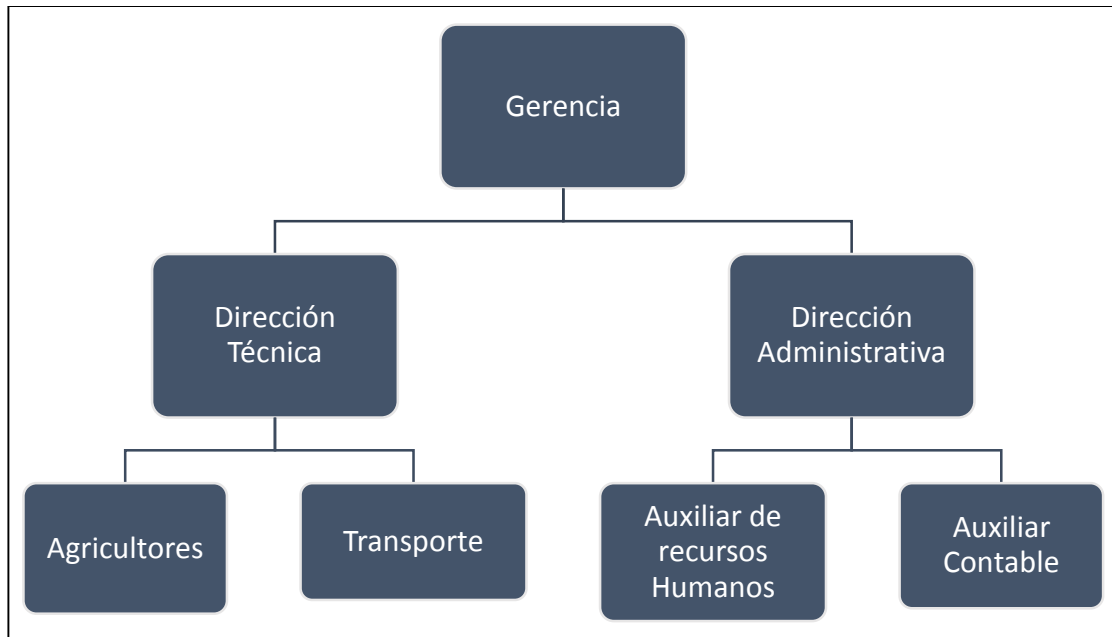 Gerencia
Dirección
Técnica
Dirección
Administrativa
Agricultores
Transporte
Auxiliar de
recursos
Humanos
Auxiliar
Contable